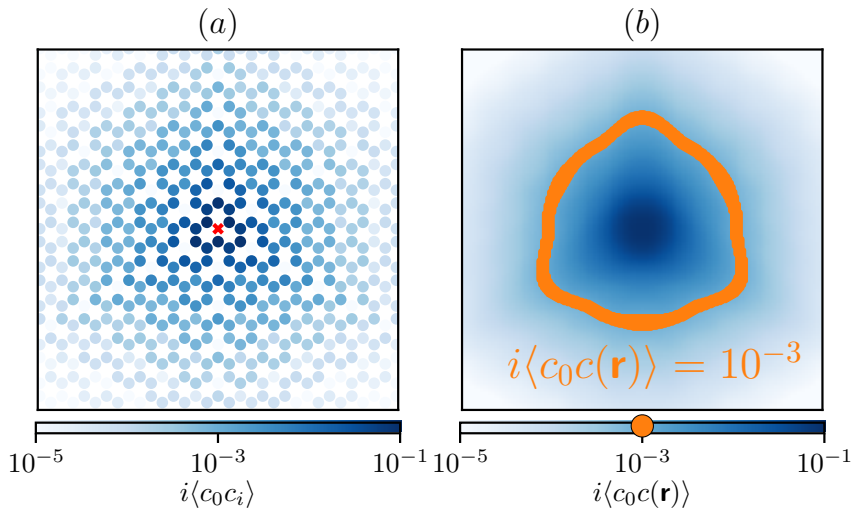 (a)
(b)
i⟨c₀c(r)⟩ = 10⁻³
10⁻⁵ 10⁻³ 10⁻¹
i⟨c₀cᵢ⟩
10⁻⁵ 10⁻³ 10⁻¹
i⟨c₀c(r)⟩